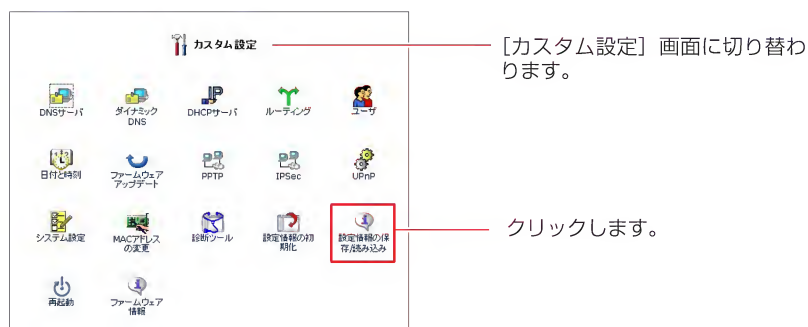 カスタム設定
[カスタム設定] 画面に切り替わ
ります。
DNSサーバ
ダイナミック
DNS
DHCPサーバ
ルーティング
ユーザ
日付と時刻
ファームウェア
アップデート
PPTP
IPSec
UPnP
システム設定
MACアドレス
の変更
診断ツール
設定情報の初
期化
設定情報の保
存/読み込み
クリックします。
再起動
ファームウェア
情報